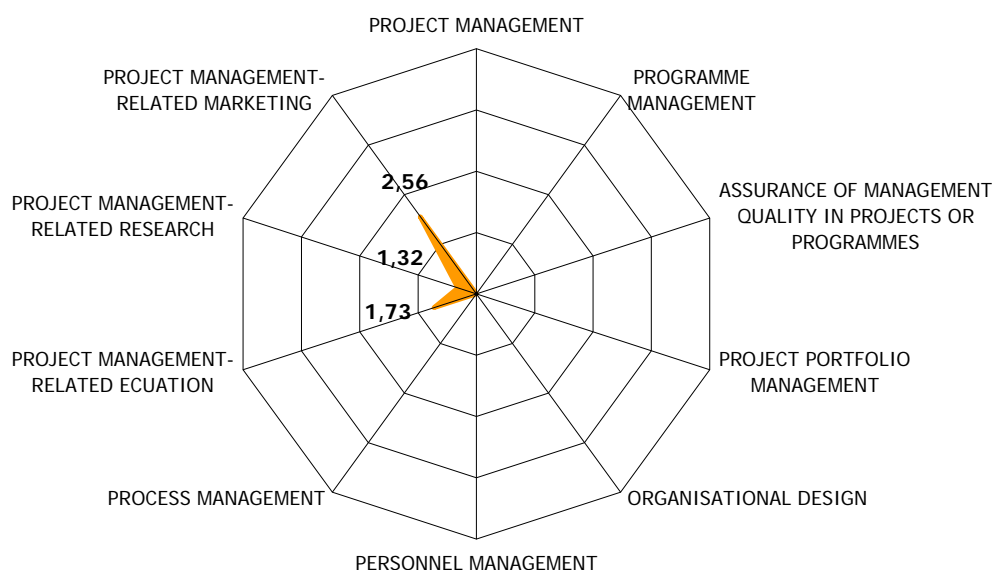 PROJECT MANAGEMENT
PROJECT MANAGEMENT-
RELATED MARKETING
PROGRAMME
MANAGEMENT
2,56
ASSURANCE OF MANAGEMENT
QUALITY IN PROJECTS OR
PROGRAMMES
PROJECT MANAGEMENT-
RELATED RESEARCH
1,32
1,73
PROJECT MANAGEMENT-
RELATED ECUATION
PROJECT PORTFOLIO
MANAGEMENT
PROCESS MANAGEMENT
ORGANISATIONAL DESIGN
PERSONNEL MANAGEMENT